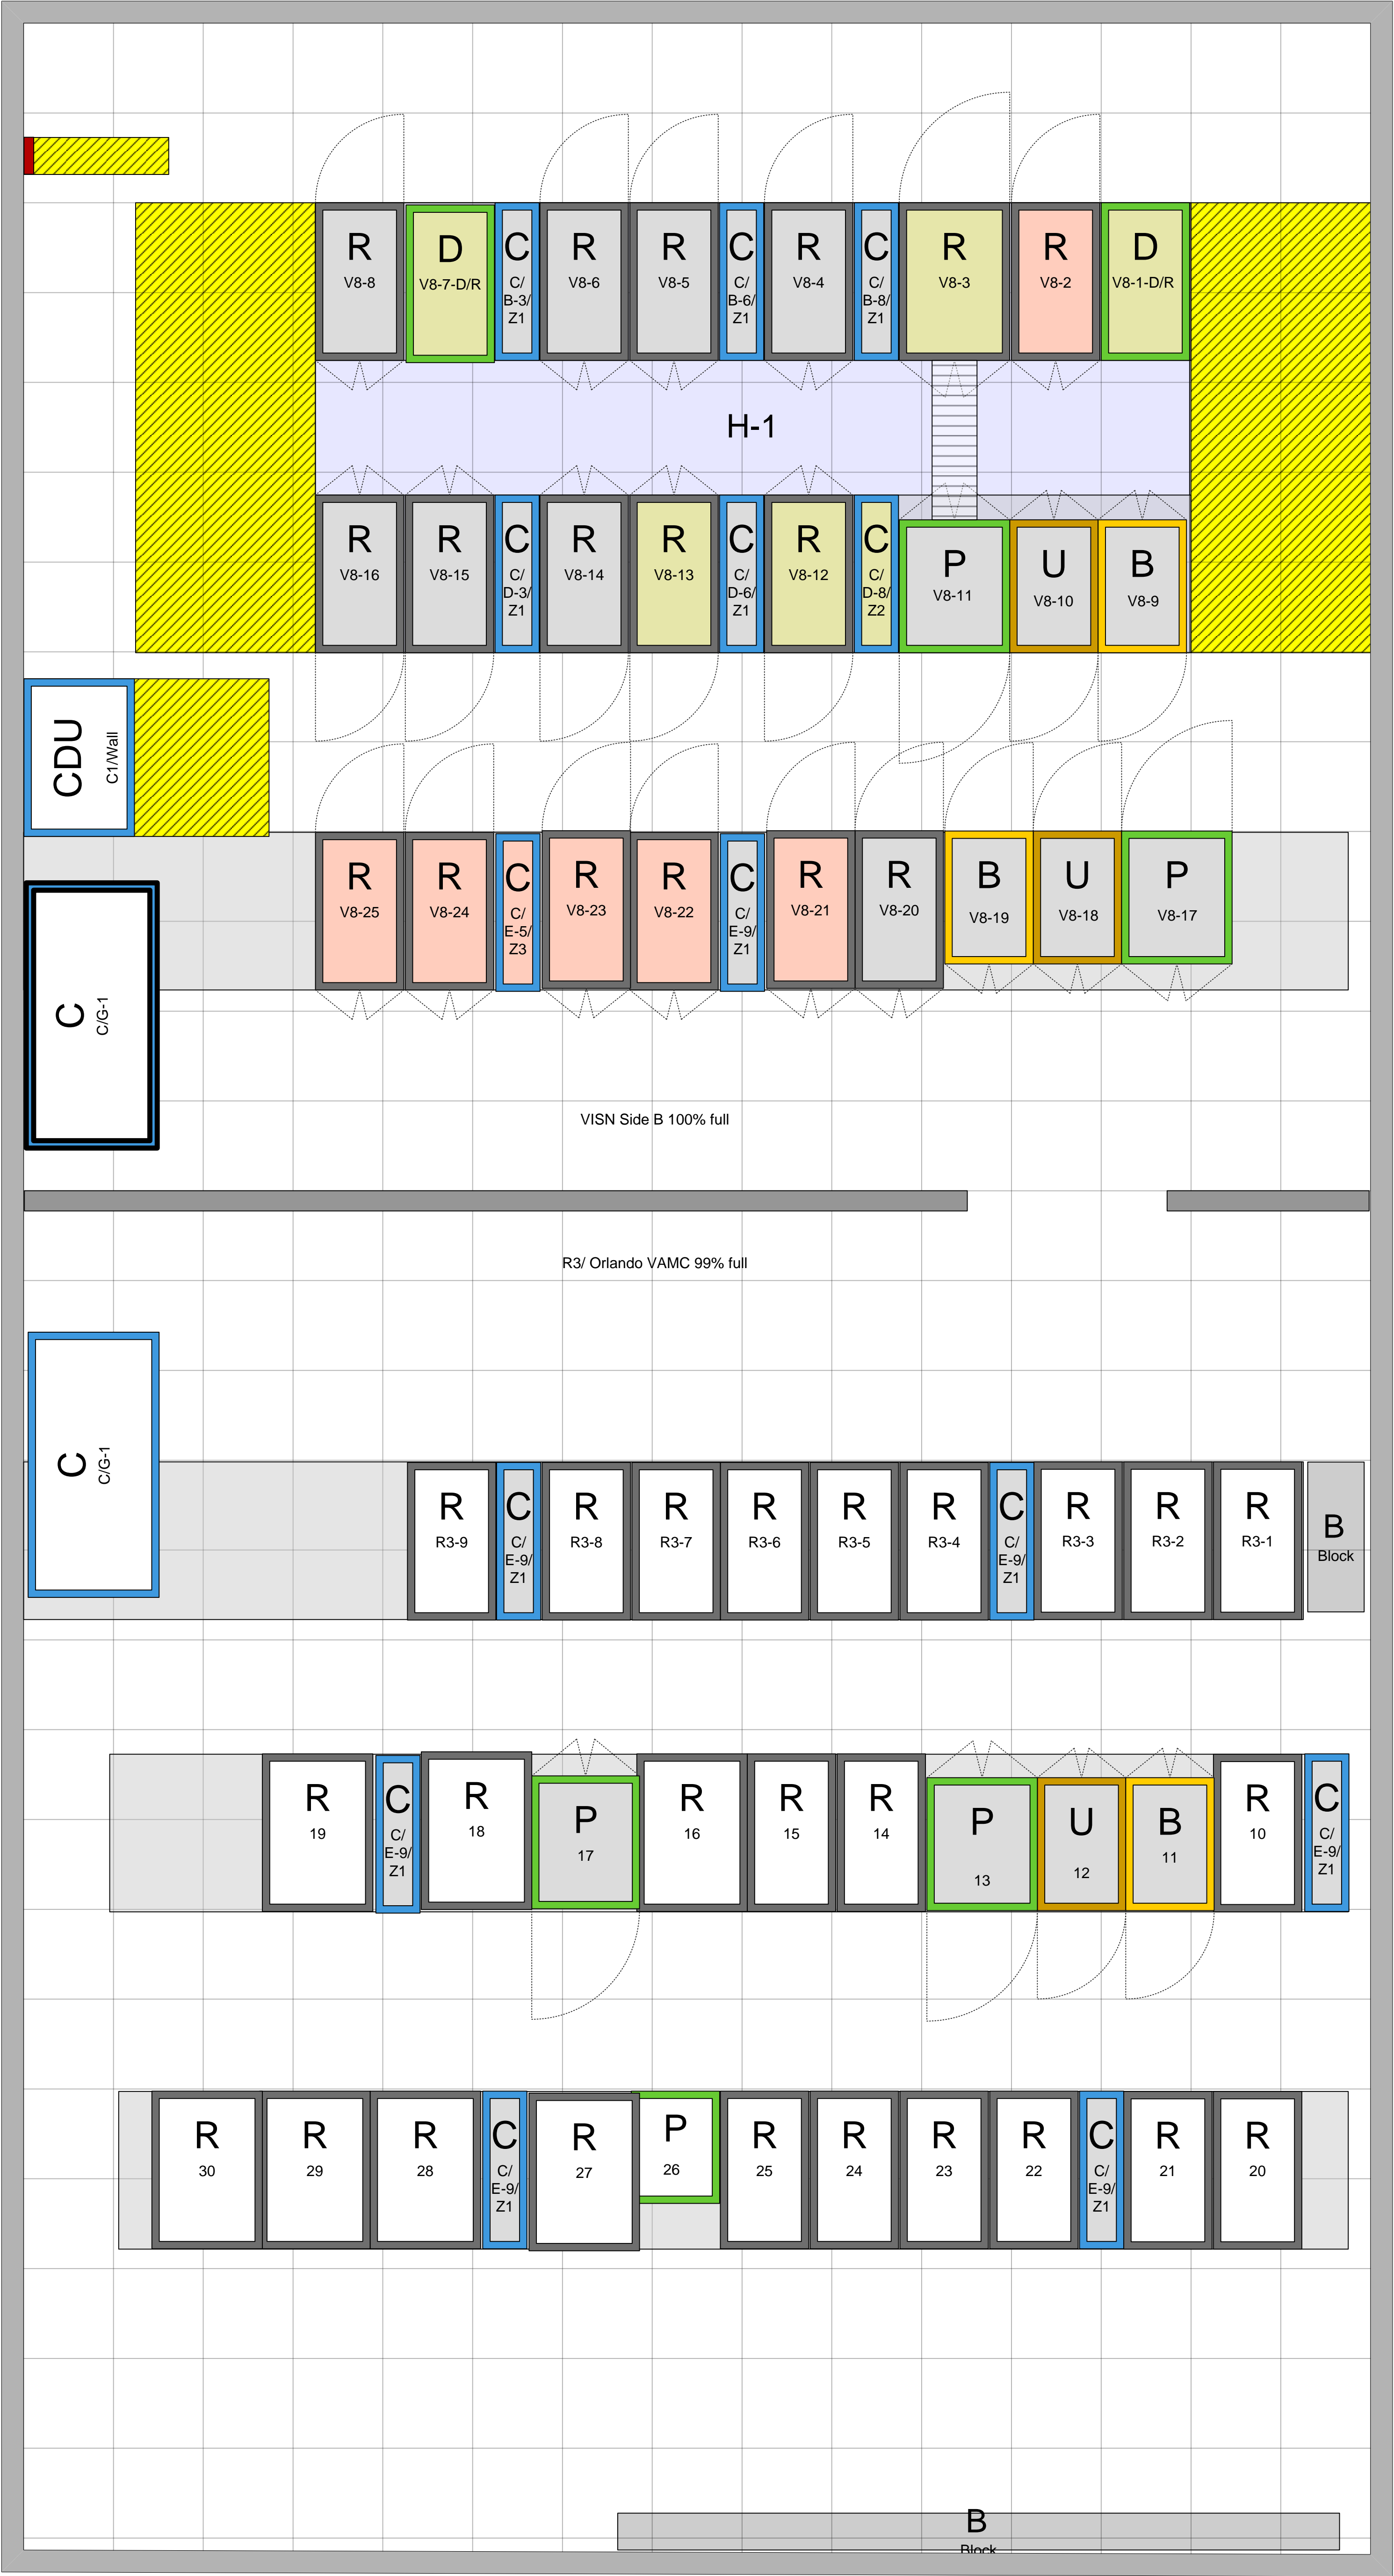 R
V8-8
D
V8-7-D/R
C
C/
B-3/
Z1
R
V8-6
R
V8-5
C
C/
B-6/
Z1
R
V8-4
C
C/
B-8/
Z1
R
V8-3
R
V8-2
D
V8-1-D/R
H-1
R
V8-16
R
V8-15
C
C/
D-3/
Z1
R
V8-14
R
V8-13
C
C/
D-6/
Z1
R
V8-12
C
C/
D-8/
Z2
P
V8-11
U
V8-10
B
V8-9
CDU
C1/Wall
R
V8-25
R
V8-24
C
C/
E-5/
Z3
R
V8-23
R
V8-22
C
C/
E-9/
Z1
R
V8-21
R
V8-20
B
V8-19
U
V8-18
P
V8-17
C
C/G-1
VISN Side B 100% full
R3/ Orlando VAMC 99% full
C
C/G-1
R
R3-9
C
C/
E-9/
Z1
R
R3-8
R
R3-7
R
R3-6
R
R3-5
R
R3-4
C
C/
E-9/
Z1
R
R3-3
R
R3-2
R
R3-1
B
Block
R
19
C
C/
E-9/
Z1
R
18
P
17
R
16
R
15
R
14
P
13
U
12
B
11
R
10
C
C/
E-9/
Z1
R
30
R
29
R
28
C
C/
E-9/
Z1
R
27
P
26
R
25
R
24
R
23
R
22
C
C/
E-9/
Z1
R
21
R
20
B
Block